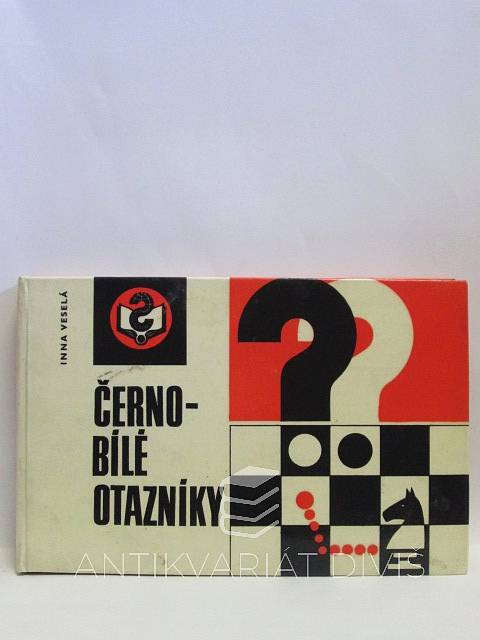 INNA VESELÁ
ČERNO-
BÍLÉ
OTAZNÍKY
ANTIKVARIÁT DIVIŠ